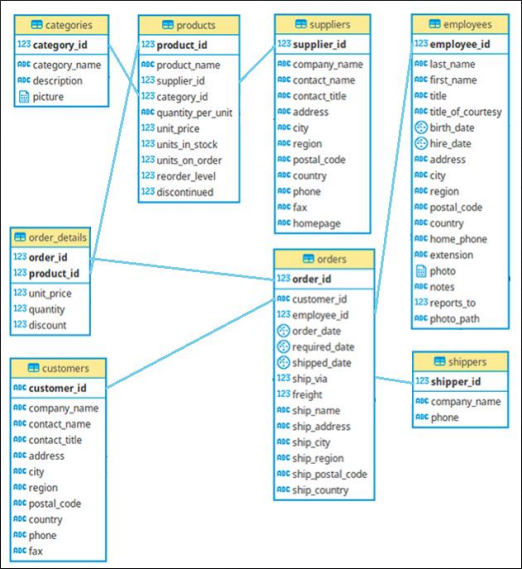 categories
123 category_id
ABC category_name
ABC description
picture
products
123 product_id
ABC product_name
123 supplier_id
123 category_id
ABC quantity_per_unit
123 unit_price
123 units_in_stock
123 units_on_order
123 reorder_level
123 discontinued
suppliers
123 supplier_id
ABC company_name
ABC contact_name
ABC contact_title
ABC address
ABC city
ABC region
ABC postal_code
ABC country
ABC phone
ABC fax
ABC homepage
employees
123 employee_id
ABC last_name
ABC first_name
ABC title
ABC title_of_courtesy
birth_date
hire_date
ABC address
ABC city
ABC region
ABC postal_code
ABC country
ABC home_phone
ABC extension
photo
ABC notes
123 reports_to
ABC photo_path
order_details
123 order_id
123 product_id
123 unit_price
123 quantity
123 discount
orders
123 order_id
ABC customer_id
123 employee_id
order_date
required_date
shipped_date
123 ship_via
123 freight
ABC ship_name
ABC ship_address
ABC ship_city
ABC ship_region
ABC ship_postal_code
ABC ship_country
customers
ABC customer_id
ABC company_name
ABC contact_name
ABC contact_title
ABC address
ABC city
ABC region
ABC postal_code
ABC country
ABC phone
ABC fax
shippers
123 shipper_id
ABC company_name
ABC phone